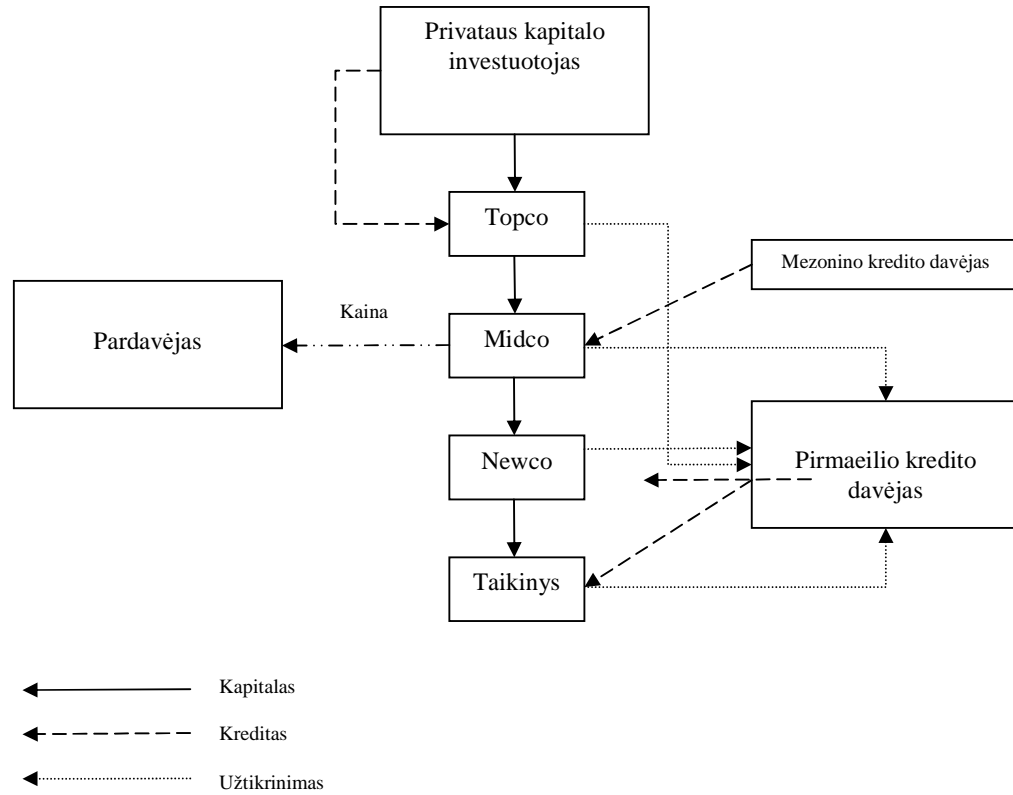 Privataus kapitalo
investuotojas
Topco
Mezonino kredito davėjas
Kaina
Pardavėjas
Midco
Newco
Pirmaeilio kredito
davėjas
Taikinys
Kapitalas
Kreditas
Užtikrinimas